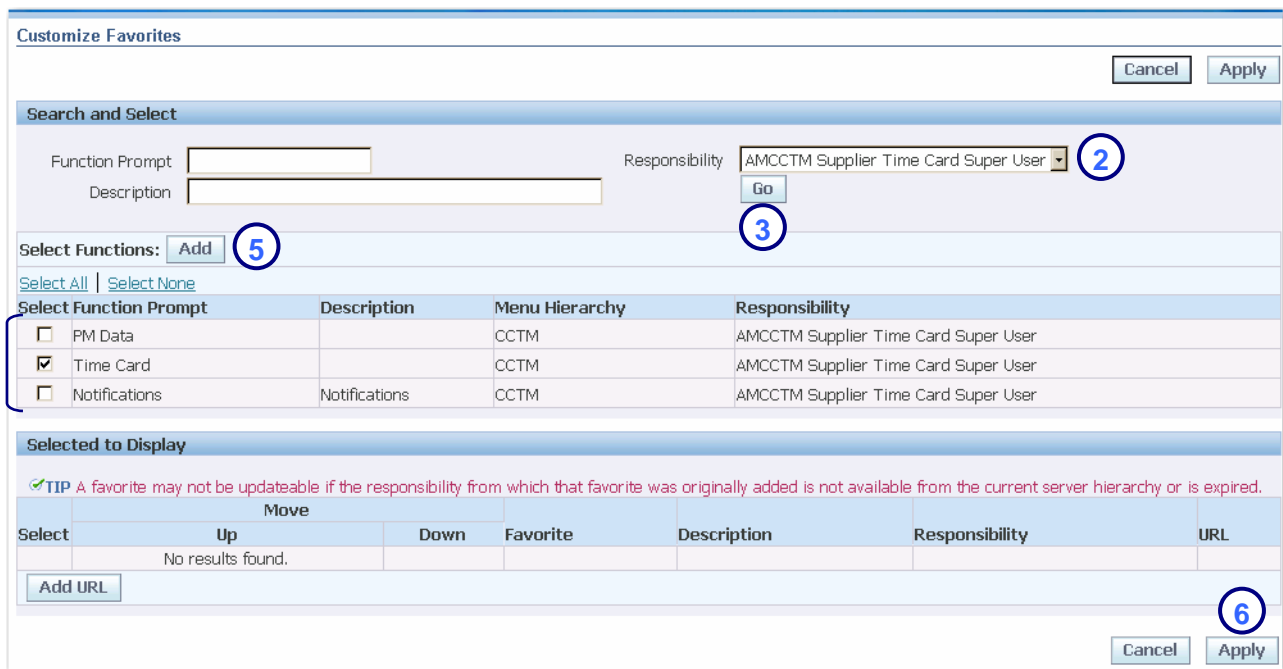 Customize Favorites
Cancel Apply
Search and Select
Function Prompt Responsibility AMCCTM Supplier Time Card Super User 2
Description Go
3
Select Functions: Add 5
Select All | Select None
Select Function Prompt Description Menu Hierarchy Responsibility
PM Data CCTM AMCCTM Supplier Time Card Super User
Time Card CCTM AMCCTM Supplier Time Card Super User
Notifications Notifications CCTM AMCCTM Supplier Time Card Super User
Selected to Display
TIP A favorite may not be updateable if the responsibility from which that favorite was originally added is not available from the current server hierarchy or is expired.
Move
Select Up Down Favorite Description Responsibility URL
No results found.
Add URL
6
Cancel Apply